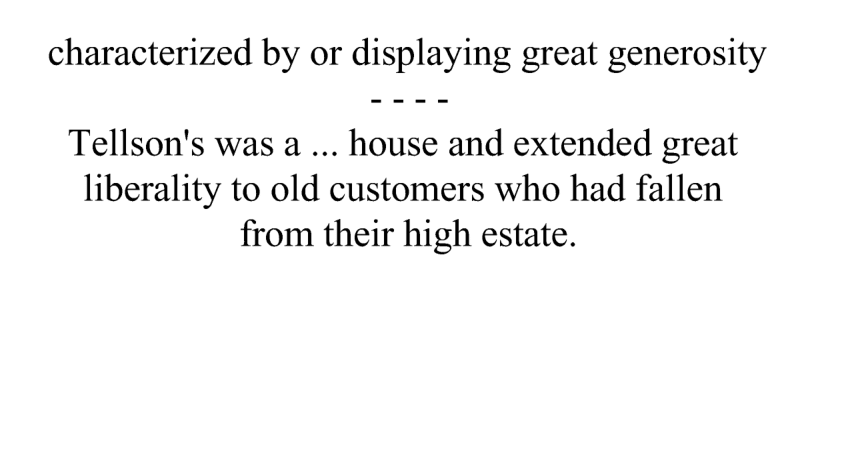 characterized by or displaying great generosity
- - - -
Tellson's was a ... house and extended great
liberality to old customers who had fallen
from their high estate.